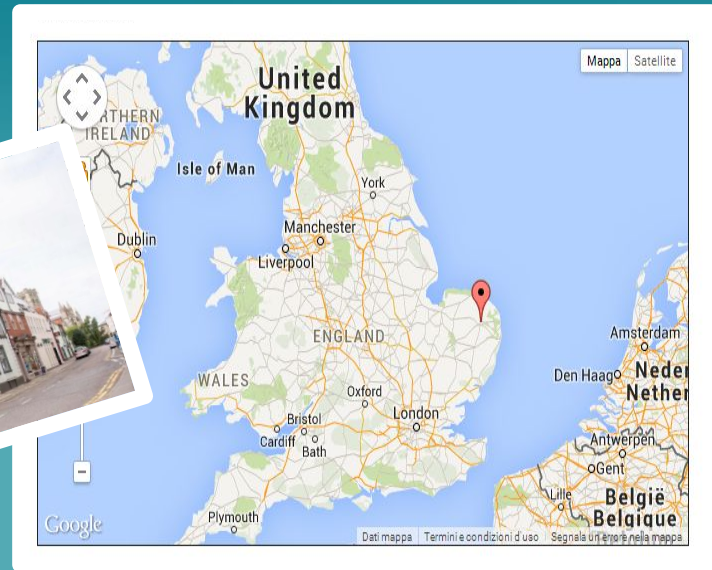 Mappa Satellite
United
Kingdom
RTHERN
IRELAND
Isle of Man
York
Manchester
Dublin
Liverpool
ENGLAND
Amsterdam
Den Haag
Neder
Nether
WALES
Oxford
London
Bristol
Cardiff
Bath
Antwerpen
Gent
Lille
België
Belgique
Plymouth
Google
Dati mappa Termini e condizioni d'uso Segnala un errore nella mappa